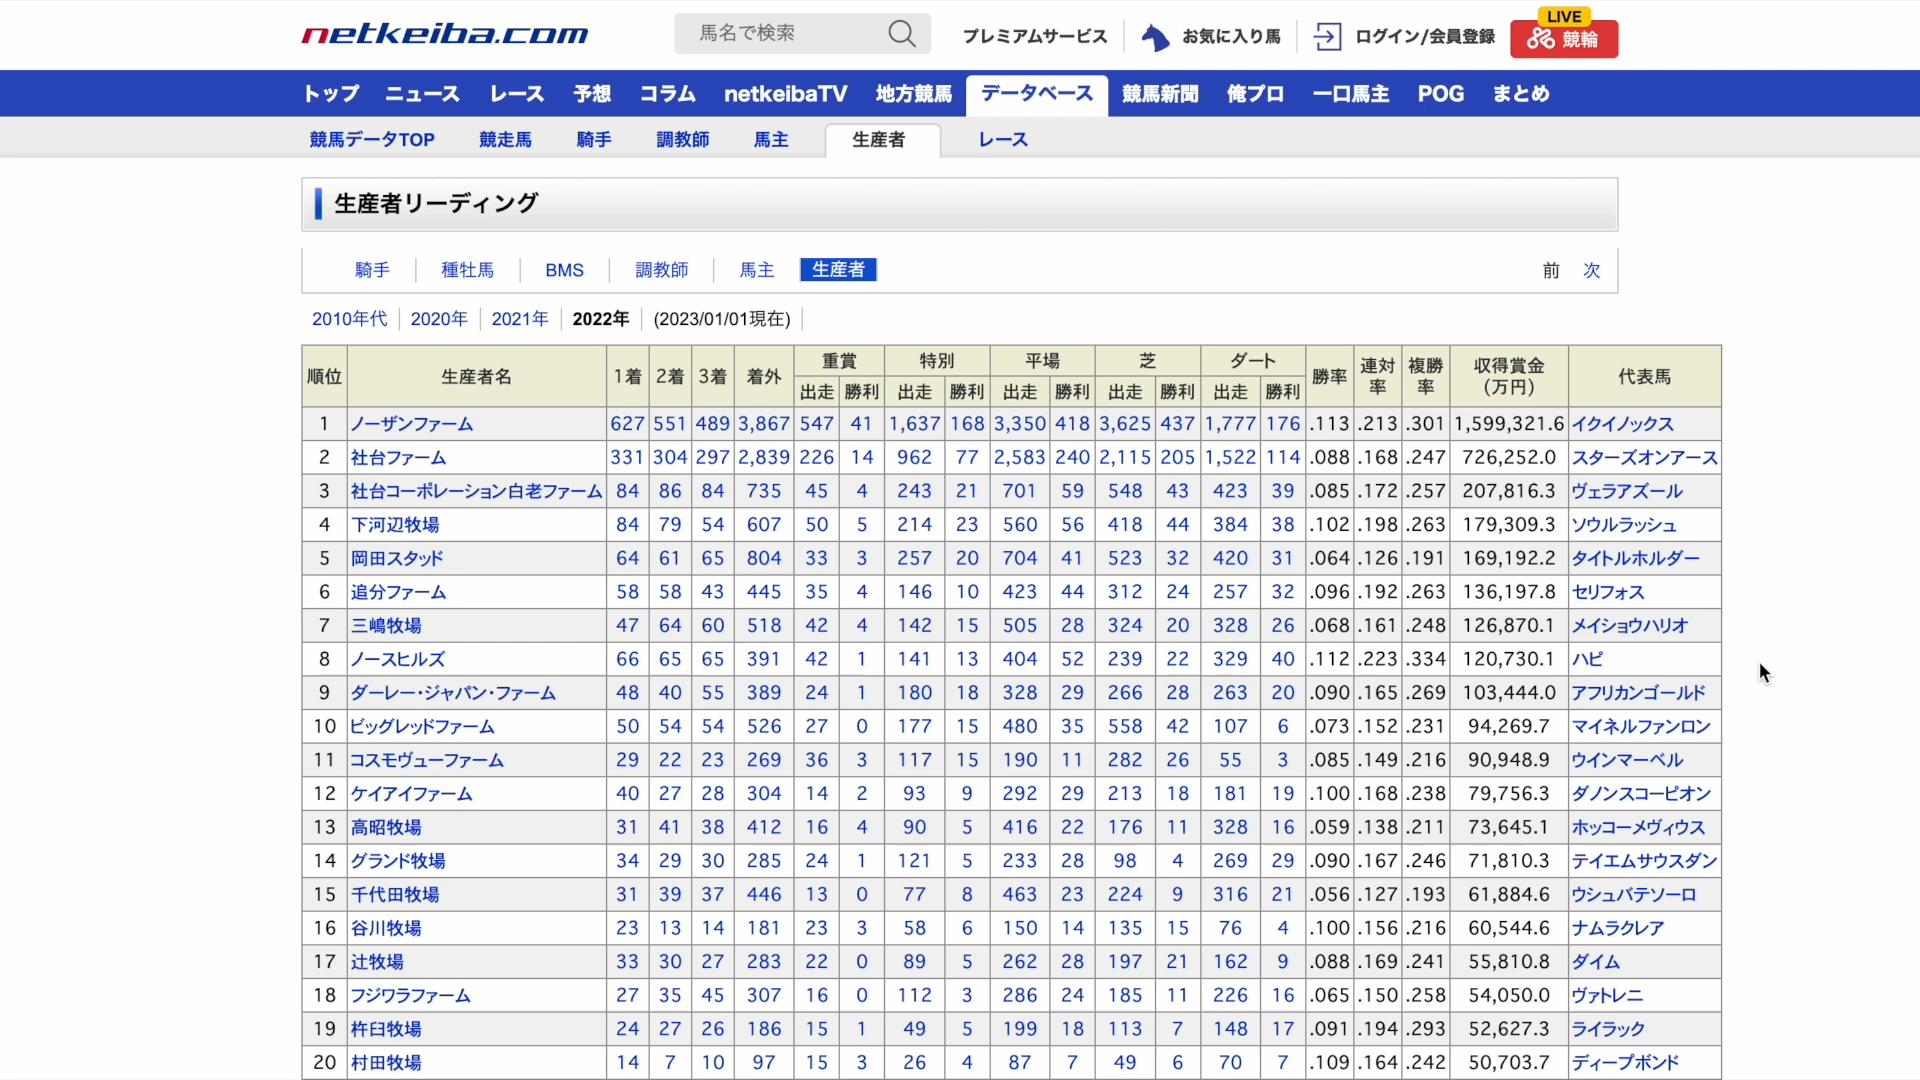 netkeiba.com
馬名で検索
プレミアムサービス
お気に入り馬
ログイン/会員登録
LIVE
競輪
トップ ニュース レース 予想 コラム netkeibaTV 地方競馬 データベース 競馬新聞 俺プロ 一口馬主 POG まとめ
競馬データTOP 競走馬 騎手 調教師 馬主 生産者 レース
生産者リーディング
騎手 種牡馬 BMS 調教師 馬主 生産者 前 次
2010年代 2020年 2021年 2022年 (2023/01/01現在)
順位 生産者名 1着 2着 3着 着外 重賞 特別 平場 芝 ダート 勝率 連対率 複勝率 収得賞金(万円) 代表馬
出走 勝利 出走 勝利 出走 勝利 出走 勝利 出走 勝利
1 ノーザンファーム 627 551 489 3,867 547 41 1,637 168 3,350 418 3,625 437 1,777 176 .113 .213 .301 1,599,321.6 イクイノックス
2 社台ファーム 331 304 297 2,839 226 14 962 77 2,583 240 2,115 205 1,522 114 .088 .168 .247 726,252.0 スターズオンアース
3 社台コーポレーション白老ファーム 84 86 84 735 45 4 243 21 701 59 548 43 423 39 .085 .172 .257 207,816.3 ヴェラアズール
4 下河辺牧場 84 79 54 607 50 5 214 23 560 56 418 44 384 38 .102 .198 .263 179,309.3 ソウルラッシュ
5 岡田スタッド 64 61 65 804 33 3 257 20 704 41 523 32 420 31 .064 .126 .191 169,192.2 タイトルホルダー
6 追分ファーム 58 58 43 445 35 4 146 10 423 44 312 24 257 32 .096 .192 .263 136,197.8 セリフォス
7 三嶋牧場 47 64 60 518 42 4 142 15 505 28 324 20 328 26 .068 .161 .248 126,870.1 メイショウハリオ
8 ノースヒルズ 66 65 65 391 42 1 141 13 404 52 239 22 329 40 .112 .223 .334 120,730.1 ハピ
9 ダーレー・ジャパン・ファーム 48 40 55 389 24 1 180 18 328 29 266 28 263 20 .090 .165 .269 103,444.0 アフリカンゴールド
10 ビッグレッドファーム 50 54 54 526 27 0 177 15 480 35 558 42 107 6 .073 .152 .231 94,269.7 マイネルファンロン
11 コスモヴューファーム 29 22 23 269 36 3 117 15 190 11 282 26 55 3 .085 .149 .216 90,948.9 ウインマーベル
12 ケイアイファーム 40 27 28 304 14 2 93 9 292 29 213 18 181 19 .100 .168 .238 79,756.3 ダノンスコーピオン
13 高昭牧場 31 41 38 412 16 4 90 5 416 22 176 11 328 16 .059 .138 .211 73,645.1 ホッコーメヴィウス
14 グランド牧場 34 29 30 285 24 1 121 5 233 28 98 4 269 29 .090 .167 .246 71,810.3 テイエムサウスダン
15 千代田牧場 31 39 37 446 13 0 77 8 463 23 224 9 316 21 .056 .127 .193 61,884.6 ウシュバテソーロ
16 谷川牧場 23 13 14 181 23 3 58 6 150 14 135 15 76 4 .100 .156 .216 60,544.6 ナムラクレア
17 辻牧場 33 30 27 283 22 0 89 5 262 28 197 21 162 9 .088 .169 .241 55,810.8 ダイム
18 フジワラファーム 27 35 45 307 16 0 112 3 286 24 185 11 226 16 .065 .150 .258 54,050.0 ヴァトレニ
19 杵臼牧場 24 27 26 186 15 1 49 5 199 18 113 7 148 17 .091 .194 .293 52,627.3 ライラック
20 村田牧場 14 7 10 97 15 3 26 4 87 7 49 6 70 7 .109 .164 .242 50,703.7 ディープボンド